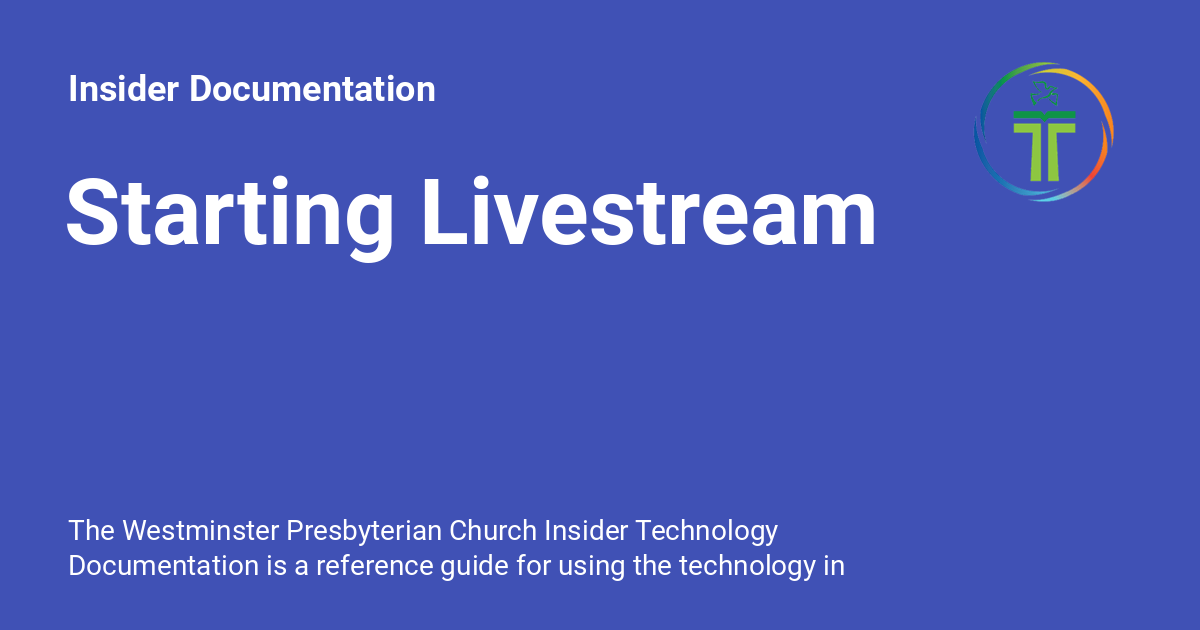 Insider Documentation
Starting Livestream
The Westminster Presbyterian Church Insider Technology
Documentation is a reference guide for using the technology in